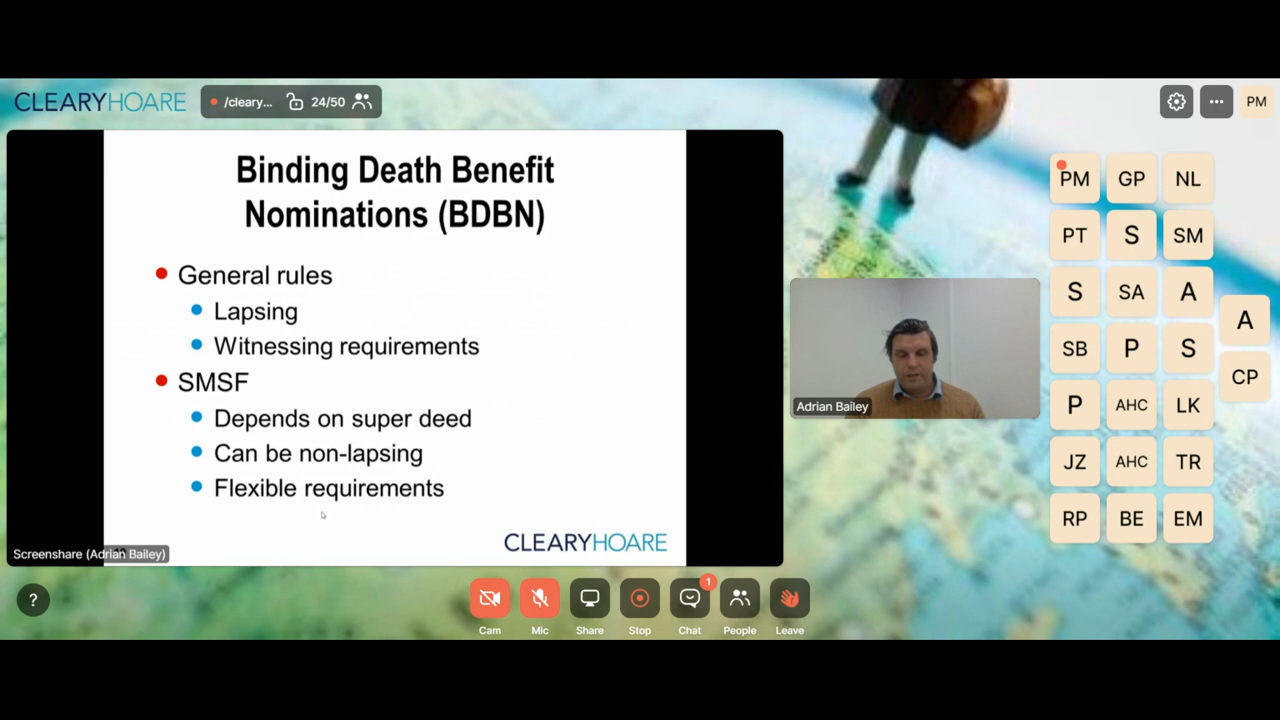 CLEARYHOARE
/cleary...
24/50
PM
Binding Death Benefit
Nominations (BDBN)
General rules
Lapsing
Witnessing requirements
SMSF
Depends on super deed
Can be non-lapsing
Flexible requirements
CLEARYHOARE
Screenshare (Adrian Bailey)
Adrian Bailey
PM GP NL
PT S SM
S SA A
A
SB P S
CP
P AHC LK
JZ AHC TR
RP BE EM
?
1
Cam Mic Share Stop Chat People Leave